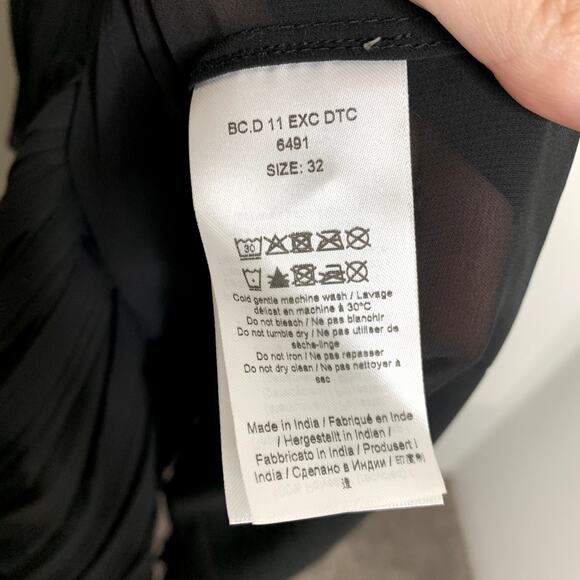 BC.D 11 EXC DTC
6491
SIZE: 32
30
Cold gentle machine wash / Lavage
délicat en machine à 30°C
Do not bleach / Ne pas blanchir
Do not tumble dry / Ne pas utiliser de
sèche-linge
Do not iron / Ne pas repasser
Do not dry clean / Ne pas nettoyer à
sec
Made in India / Fabriqué en Inde
/ Hergestellt in Indien /
Fabbricato in India / Produsert i
India / Сделано в Индии / 印度制